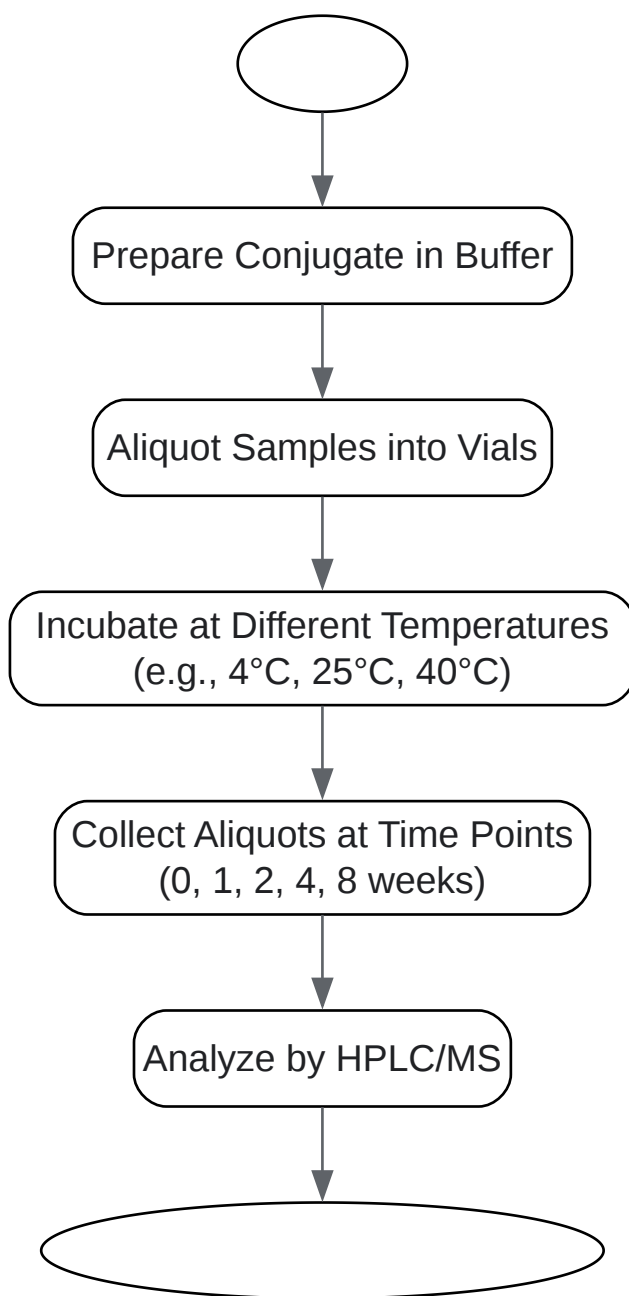 Prepare Conjugate in Buffer
Aliquot Samples into Vials
Incubate at Different Temperatures
(e.g., 4°C, 25°C, 40°C)
Collect Aliquots at Time Points
(0, 1, 2, 4, 8 weeks)
Analyze by HPLC/MS